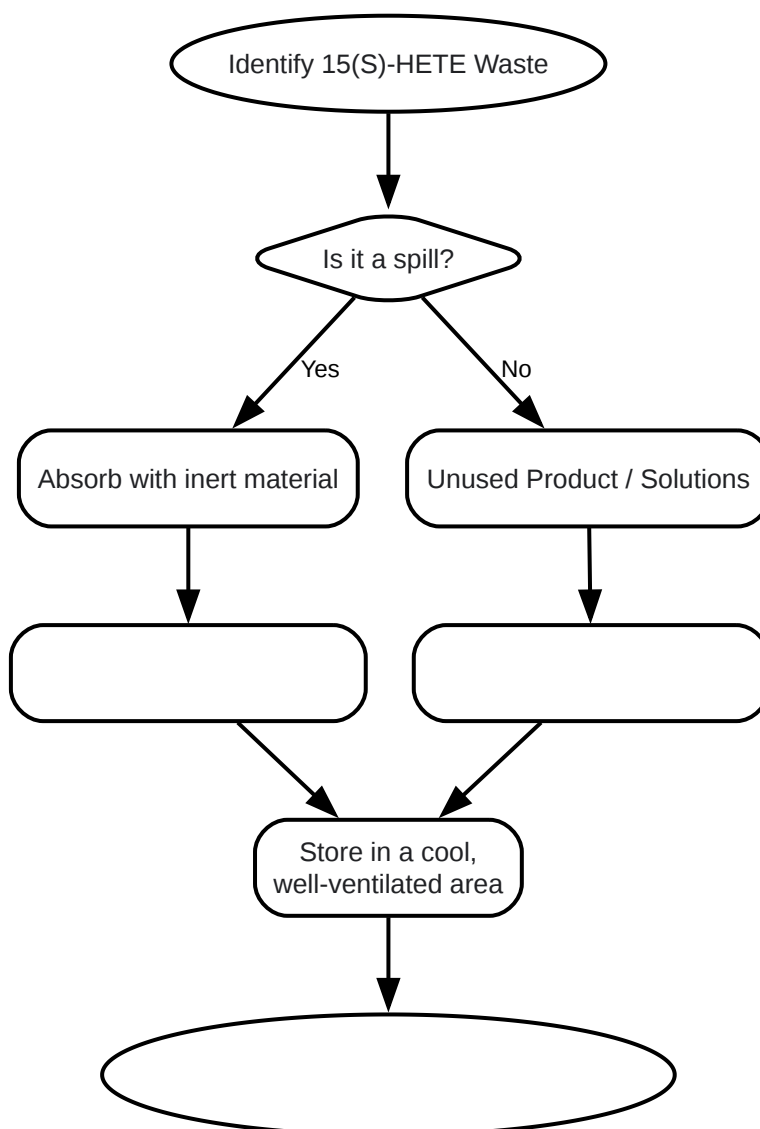 Identify 15(S)-HETE Waste
Is it a spill?
Yes
No
Absorb with inert material
Unused Product / Solutions
Store in a cool,
well-ventilated area